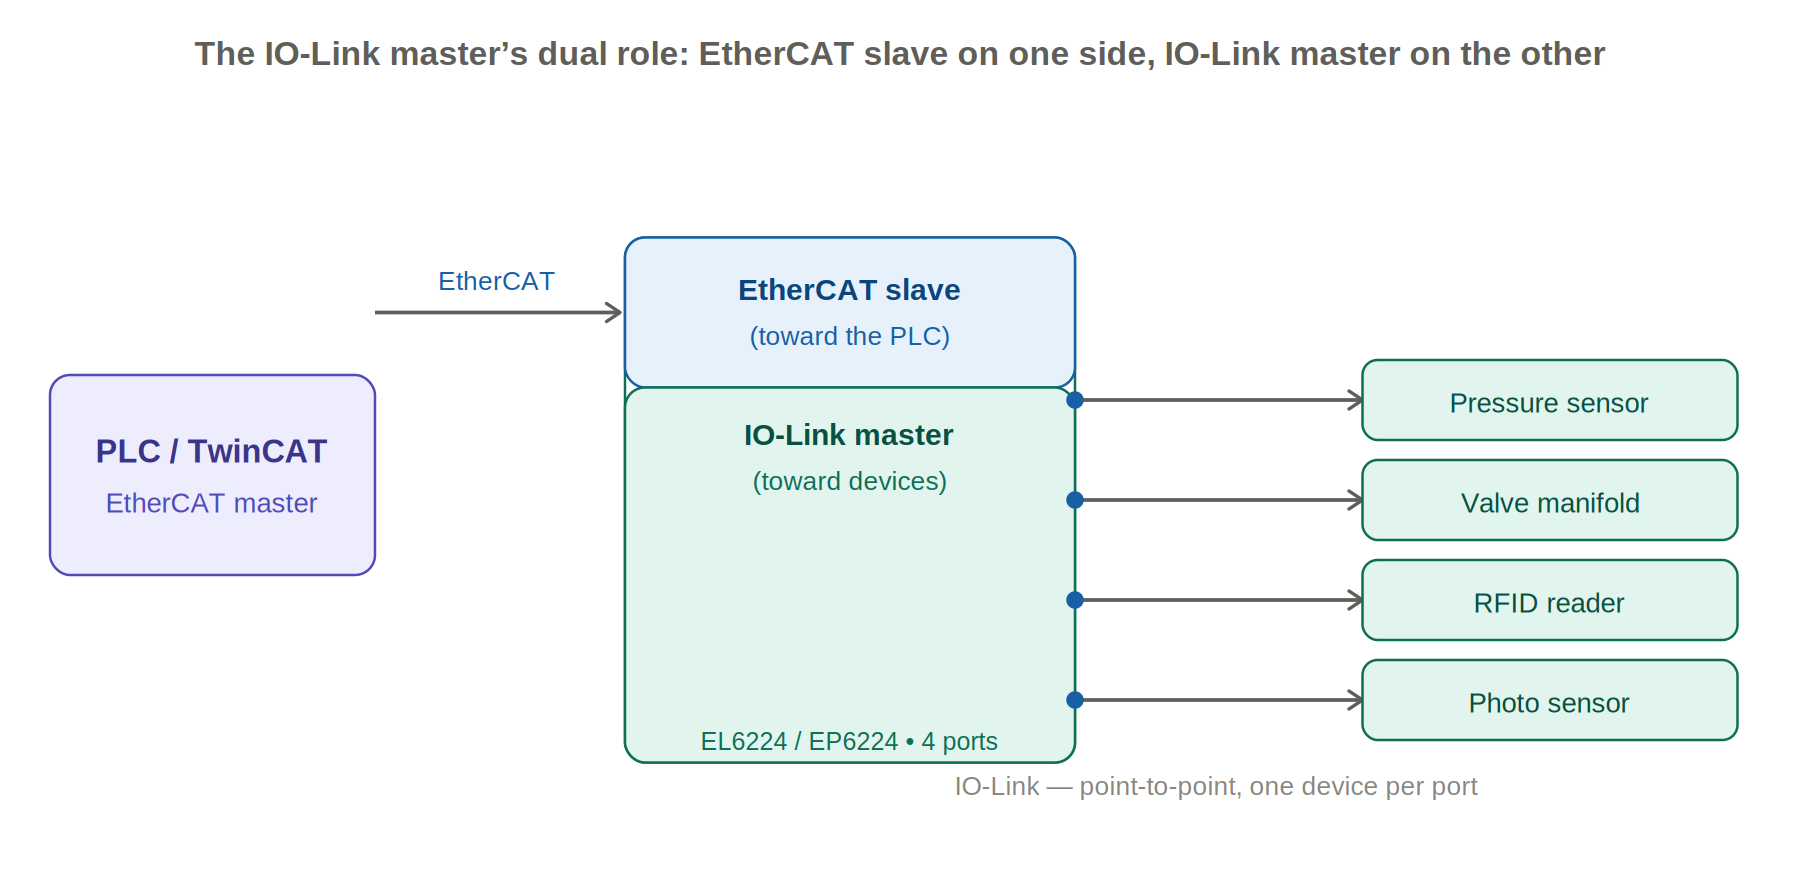 The IO-Link master’s dual role: EtherCAT slave on one side, IO-Link master on the other
EtherCAT
EtherCAT slave
(toward the PLC)
PLC / TwinCAT
EtherCAT master
IO-Link master
(toward devices)
EL6224 / EP6224 • 4 ports
Pressure sensor
Valve manifold
RFID reader
Photo sensor
IO-Link — point-to-point, one device per port